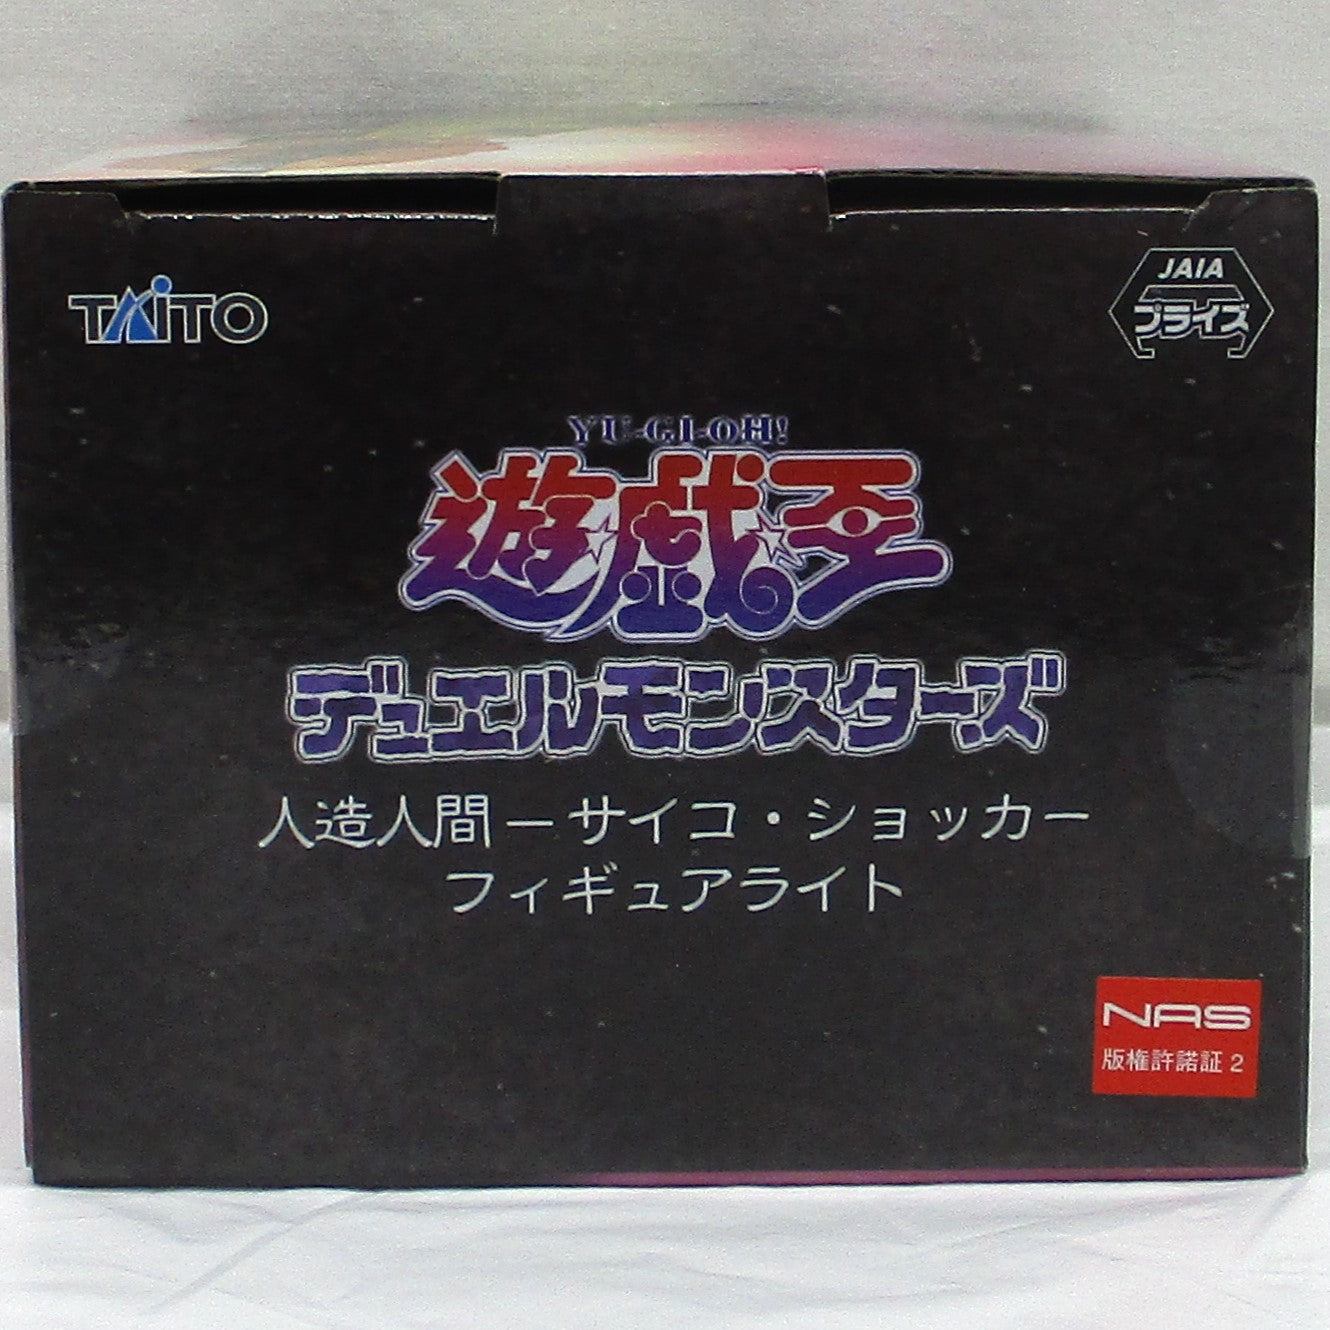 TAITO
JAIA
プライズ
YU-GI-OH!
遊☆戯☆王
デュエルモンスターズ
人造人間－サイコ・ショッカー
フィギュアライト
NAS
版権許諾証 2